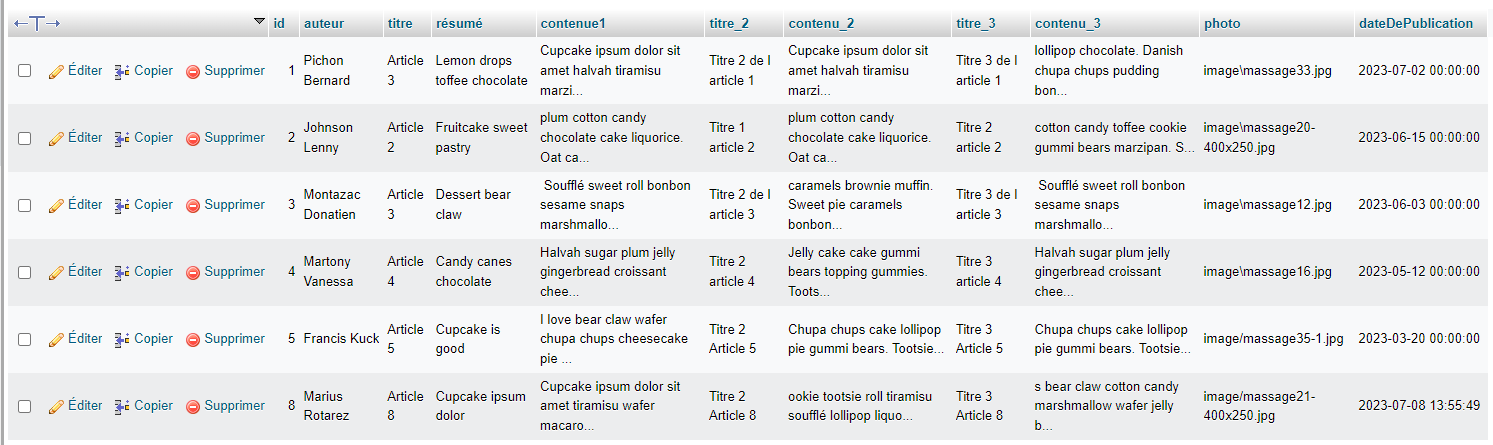 id auteur titre résumé contenue1 titre_2 contenu_2 titre_3 contenu_3 photo dateDePublication
Éditer Copier Supprimer 1 Pichon Bernard Article 3 Lemon drops toffee chocolate Cupcake ipsum dolor sit amet halvah tiramisu marzi... Titre 2 de l article 1 Cupcake ipsum dolor sit amet halvah tiramisu marzi... Titre 3 de l article 1 lollipop chocolate. Danish chupa chups pudding bon... image\massage33.jpg 2023-07-02 00:00:00
Éditer Copier Supprimer 2 Johnson Lenny Article 2 Fruitcake sweet pastry plum cotton candy chocolate cake liquorice. Oat ca... Titre 1 article 2 plum cotton candy chocolate cake liquorice. Oat ca... Titre 2 article 2 cotton candy toffee cookie gummi bears marzipan. S... image\massage20-400x250.jpg 2023-06-15 00:00:00
Éditer Copier Supprimer 3 Montazac Donatien Article 3 Dessert bear claw Soufflé sweet roll bonbon sesame snaps marshmallo... Titre 2 de l article 3 caramels brownie muffin. Sweet pie caramels bonbon... Titre 3 de l article 3 Soufflé sweet roll bonbon sesame snaps marshmallo... image\massage12.jpg 2023-06-03 00:00:00
Éditer Copier Supprimer 4 Martony Vanessa Article 4 Candy canes chocolate Halvah sugar plum jelly gingerbread croissant chee... Titre 2 article 4 Jelly cake cake gummi bears topping gummies. Toots... Titre 3 article 4 Halvah sugar plum jelly gingerbread croissant chee... image\massage16.jpg 2023-05-12 00:00:00
Éditer Copier Supprimer 5 Francis Kuck Article 5 Cupcake is good I love bear claw wafer chupa chups cheesecake pie ... Titre 2 Article 5 Chupa chups cake lollipop pie gummi bears. Tootsie... Titre 3 Article 5 Chupa chups cake lollipop pie gummi bears. Tootsie... image/massage35-1.jpg 2023-03-20 00:00:00
Éditer Copier Supprimer 8 Marius Rotarez Article 8 Cupcake ipsum dolor Cupcake ipsum dolor sit amet tiramisu wafer macaro... Titre 2 Article 8 ookie tootsie roll tiramisu soufflé lollipop liquo... Titre 3 Article 8 s bear claw cotton candy marshmallow wafer jelly b... image/massage21-400x250.jpg 2023-07-08 13:55:49